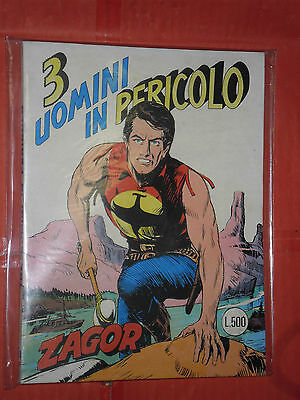 3
UOMINI
IN PERICOLO
ZAGOR
L.500